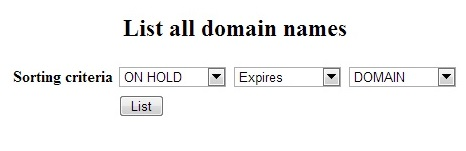 List all domain names
Sorting criteria ON HOLD Expires DOMAIN
List